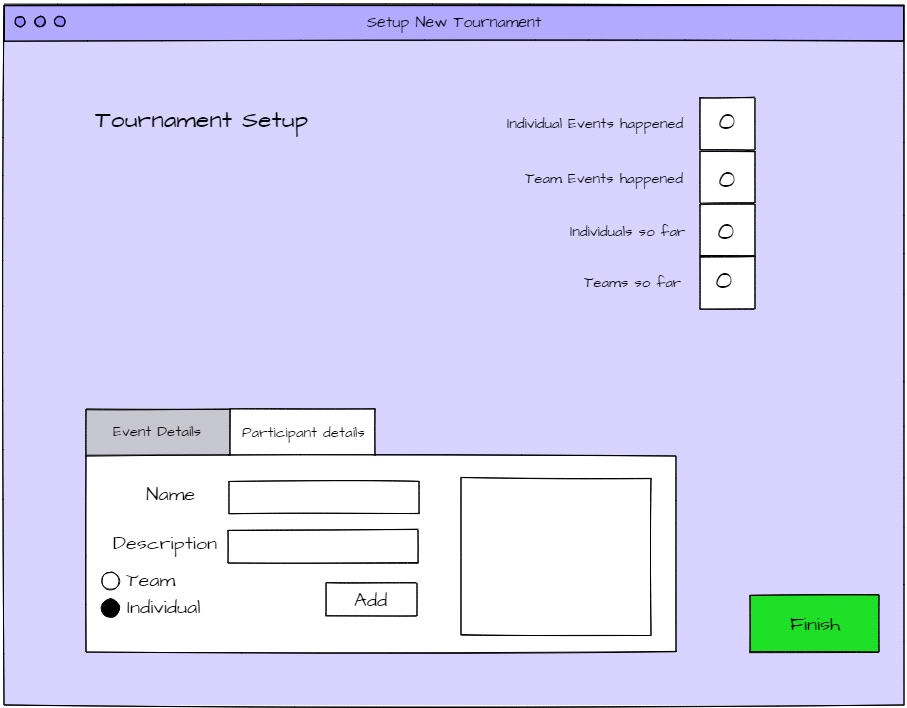 Setup New Tournament
Tournament Setup
Individual Events happened 0
Team Events happened 0
Individuals so far 0
Teams so far 0
Event Details Participant details
Name
Description
Team
Individual
Add
Finish